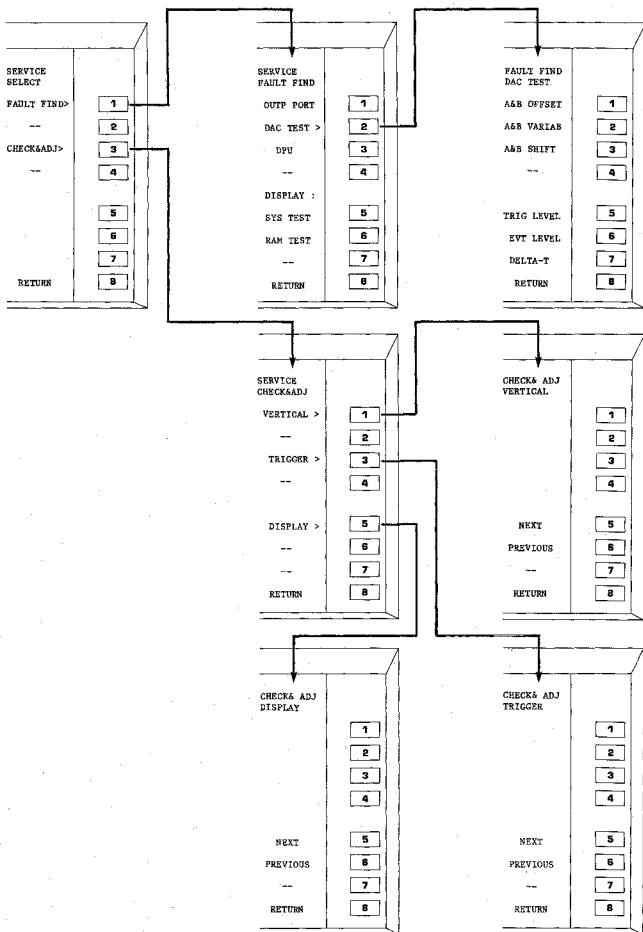 SERVICE
SELECT
FAULT FIND> 1
-- 2
CHECK&ADJ> 3
-- 4
5
6
7
RETURN 8
SERVICE
FAULT FIND
OUTP PORT 1
DAC TEST > 2
DPU 3
-- 4
DISPLAY :
SYS TEST 5
RAM TEST 6
-- 7
RETURN 8
FAULT FIND
DAC TEST
A&B OFFSET 1
A&B VARIAB 2
A&B SHIFT 3
-- 4
TRIG LEVEL 5
EVT LEVEL 6
DELTA-T 7
RETURN 8
SERVICE
CHECK&ADJ
VERTICAL > 1
-- 2
TRIGGER > 3
-- 4
DISPLAY > 5
-- 6
-- 7
RETURN 8
CHECK& ADJ
VERTICAL
1
2
3
4
NEXT 5
PREVIOUS 6
-- 7
RETURN 8
CHECK& ADJ
DISPLAY
1
2
3
4
NEXT 5
PREVIOUS 6
-- 7
RETURN 8
CHECK& ADJ
TRIGGER
1
2
3
4
NEXT 5
PREVIOUS 6
-- 7
RETURN 8